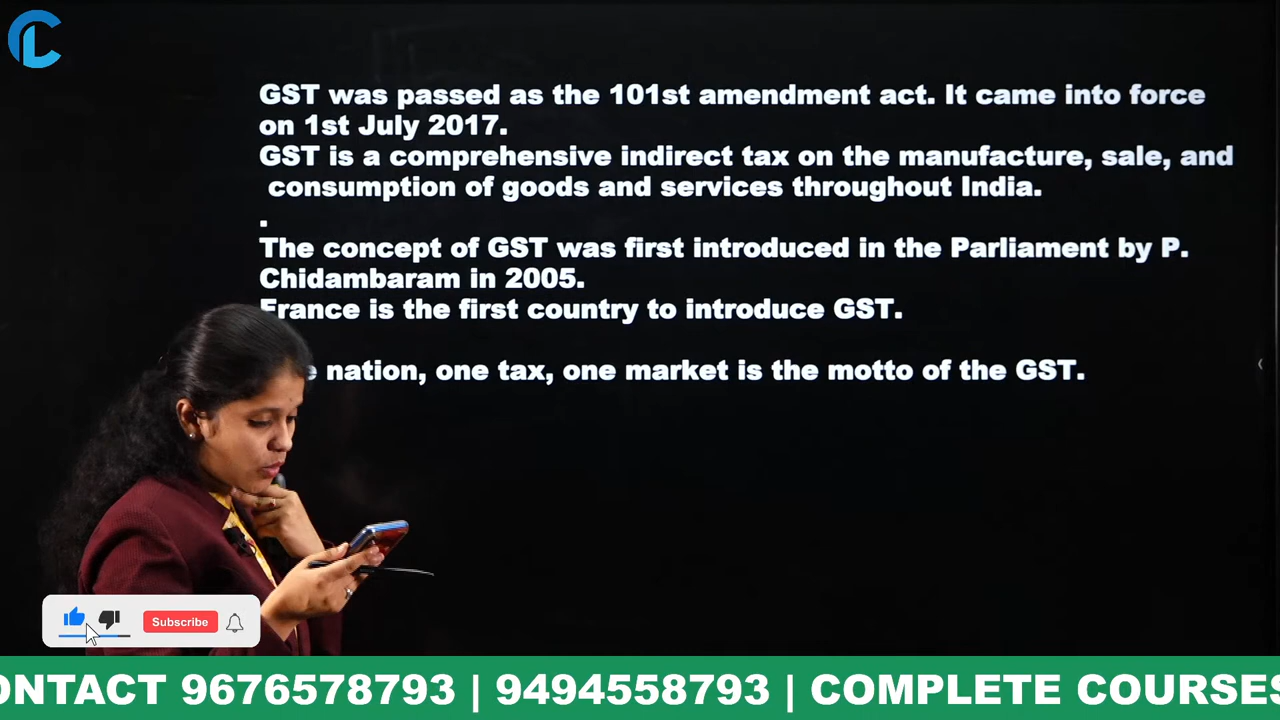 GST was passed as the 101st amendment act. It came into force
on 1st July 2017.
GST is a comprehensive indirect tax on the manufacture, sale, and
consumption of goods and services throughout India.
.
The concept of GST was first introduced in the Parliament by P.
Chidambaram in 2005.
France is the first country to introduce GST.
nation, one tax, one market is the motto of the GST.
Subscribe
CONTACT 9676578793 | 9494558793 | COMPLETE COURSES